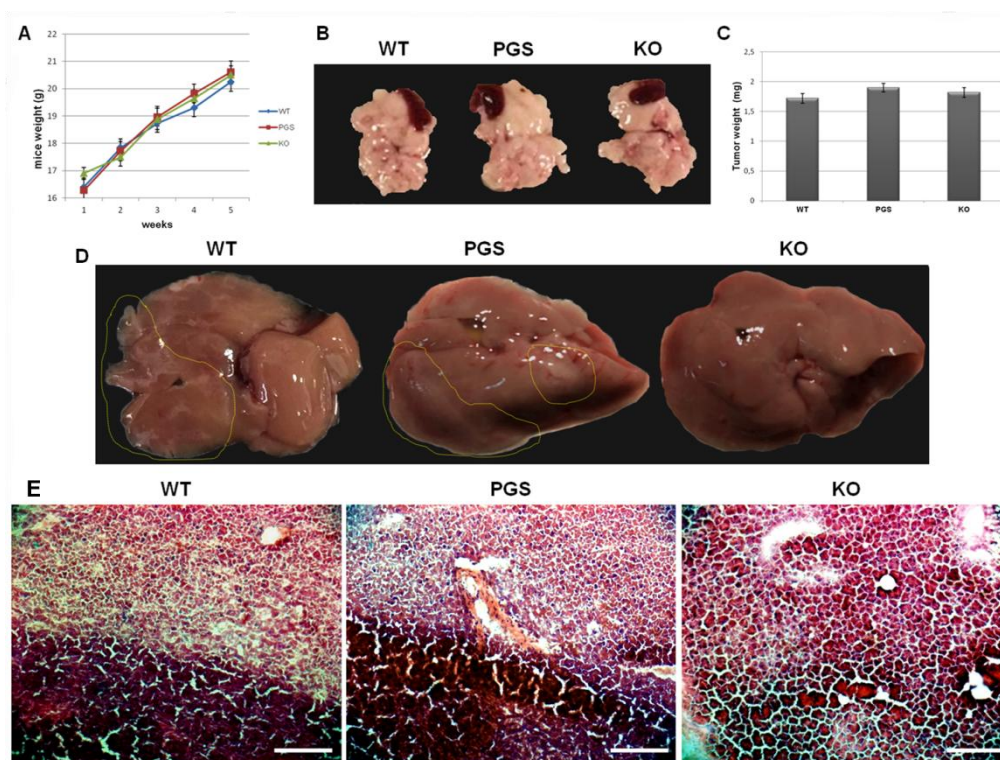 A
22
21
20
19
18
17
16
mice weight (g)
1 2 3 4 5
weeks
WT
PGS
KO
B
WT PGS KO
C
2,5
2
1,5
1
0,5
0
Tumor weight (mg)
WT PGS KO
D
WT PGS KO
E
WT PGS KO